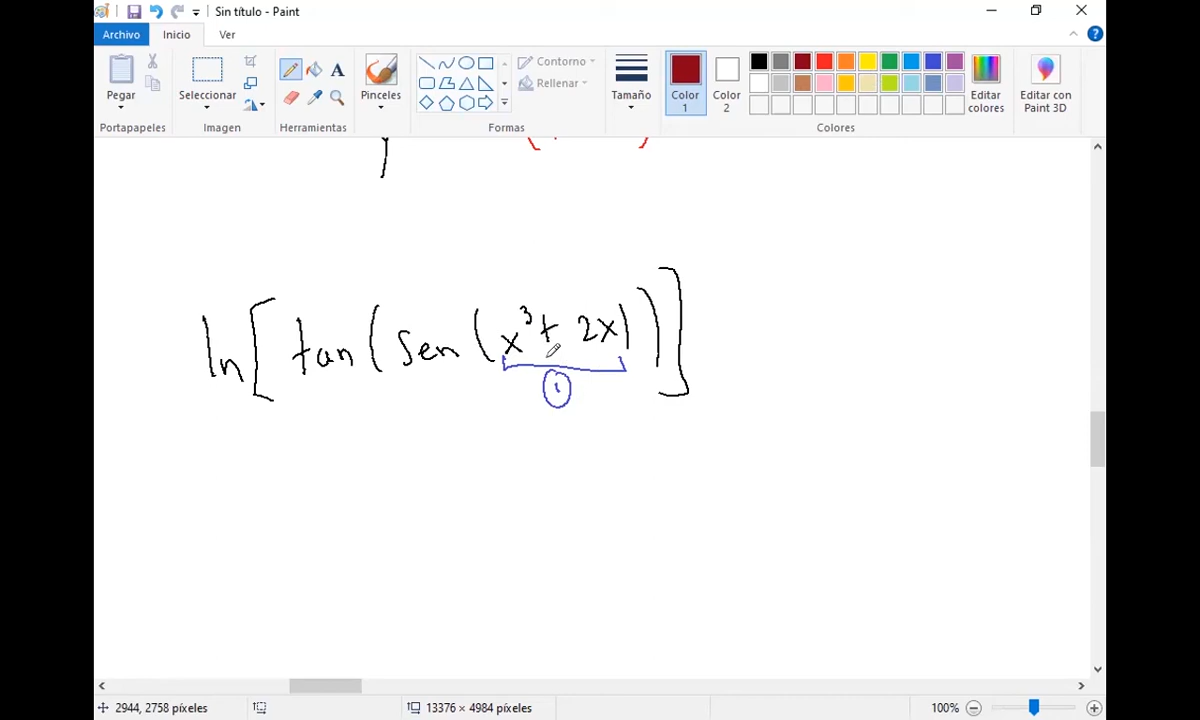 Sin título - Paint
Archivo Inicio Ver
Pegar Seleccionar A Pinceles Contorno Rellenar Tamaño Color 1 Color 2 Editar colores Editar con Paint 3D
Portapapeles Imagen Herramientas Formas Colores
ln[tan(sen(x³+2x))]
1
2944, 2758 píxeles 13376 × 4984 píxeles 100%